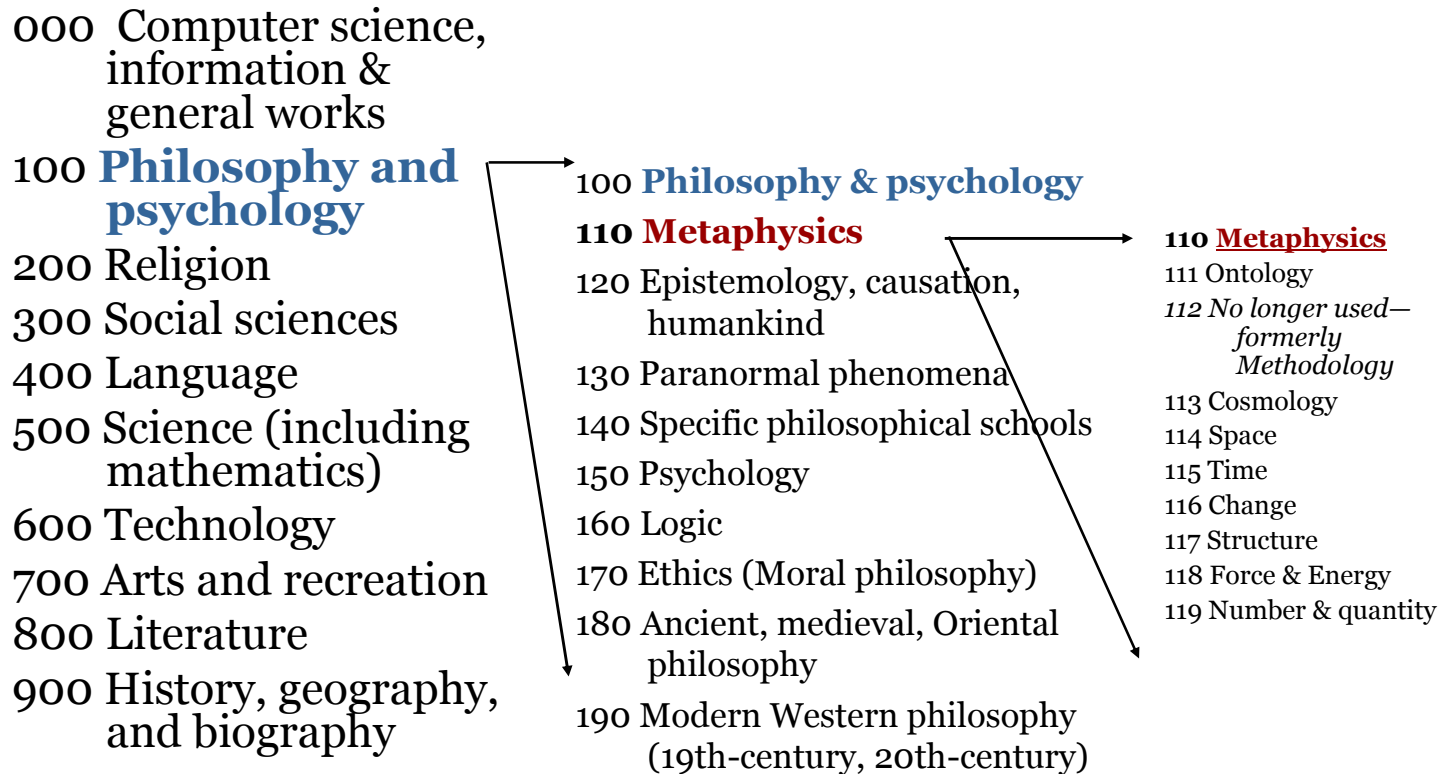 000 Computer science,
information &
general works
100 Philosophy and
psychology
200 Religion
300 Social sciences
400 Language
500 Science (including
mathematics)
600 Technology
700 Arts and recreation
800 Literature
900 History, geography,
and biography
100 Philosophy & psychology
110 Metaphysics
120 Epistemology, causation,
humankind
130 Paranormal phenomena
140 Specific philosophical schools
150 Psychology
160 Logic
170 Ethics (Moral philosophy)
180 Ancient, medieval, Oriental
philosophy
190 Modern Western philosophy
(19th-century, 20th-century)
110 Metaphysics
111 Ontology
112 No longer used—
formerly
Methodology
113 Cosmology
114 Space
115 Time
116 Change
117 Structure
118 Force & Energy
119 Number & quantity